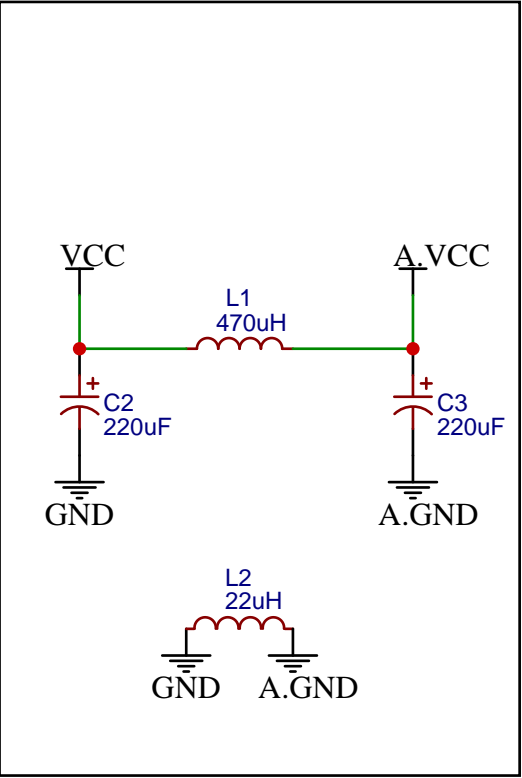 VCC
A.VCC
L1
470uH
+
+
C2
220uF
C3
220uF
GND
A.GND
L2
22uH
GND
A.GND